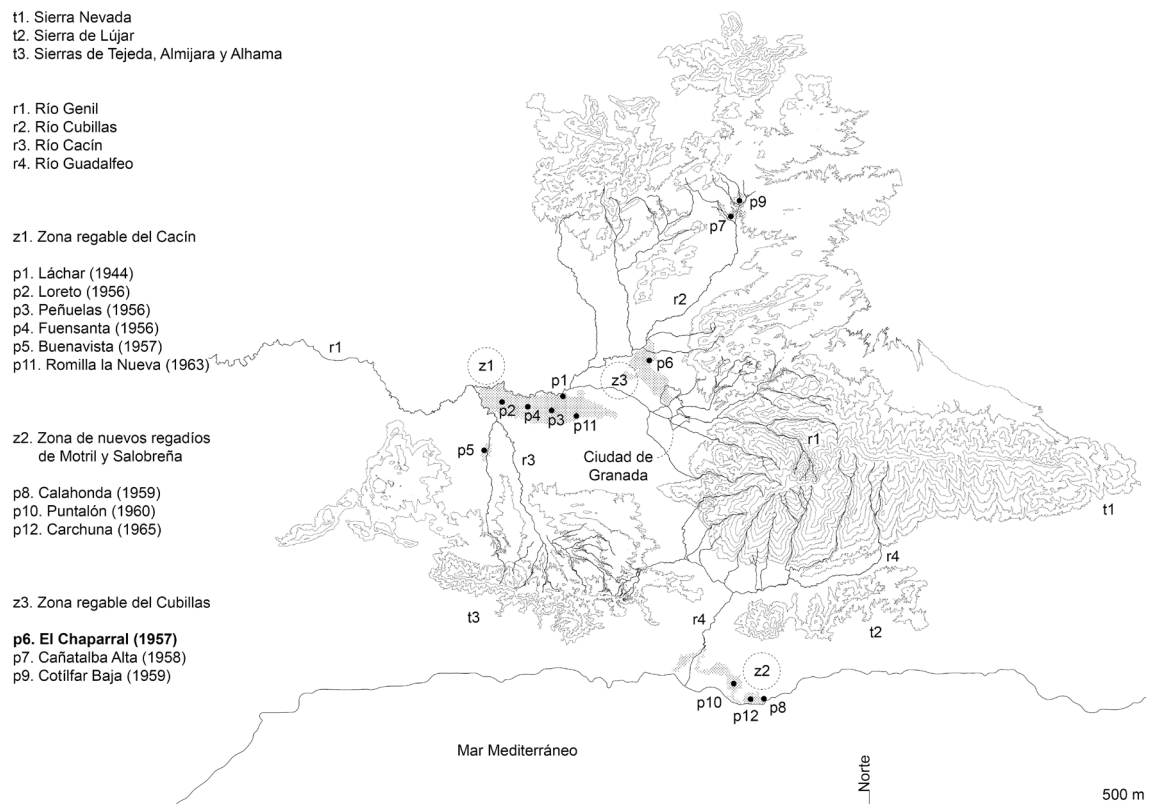 t1. Sierra Nevada
t2. Sierra de Lújar
t3. Sierras de Tejeda, Almijara y Alhama
r1. Río Genil
r2. Río Cubillas
r3. Río Cacín
r4. Río Guadalfeo
z1. Zona regable del Cacín
p1. Láchar (1944)
p2. Loreto (1956)
p3. Peñuelas (1956)
p4. Fuensanta (1956)
p5. Buenavista (1957)
p11. Romilla la Nueva (1963)
z2. Zona de nuevos regadíos
de Motril y Salobreña
p8. Calahonda (1959)
p10. Puntalón (1960)
p12. Carchuna (1965)
z3. Zona regable del Cubillas
p6. El Chaparral (1957)
p7. Cañatalba Alta (1958)
p9. Cotílfar Baja (1959)
p9
p7
r2
r1
z1
p6
p1
z3
p2
p4
p3
p11
r1
p5
r3
Ciudad de
Granada
t1
r4
t3
r4
t2
z2
p10
p12
p8
Mar Mediterráneo
Norte
500 m